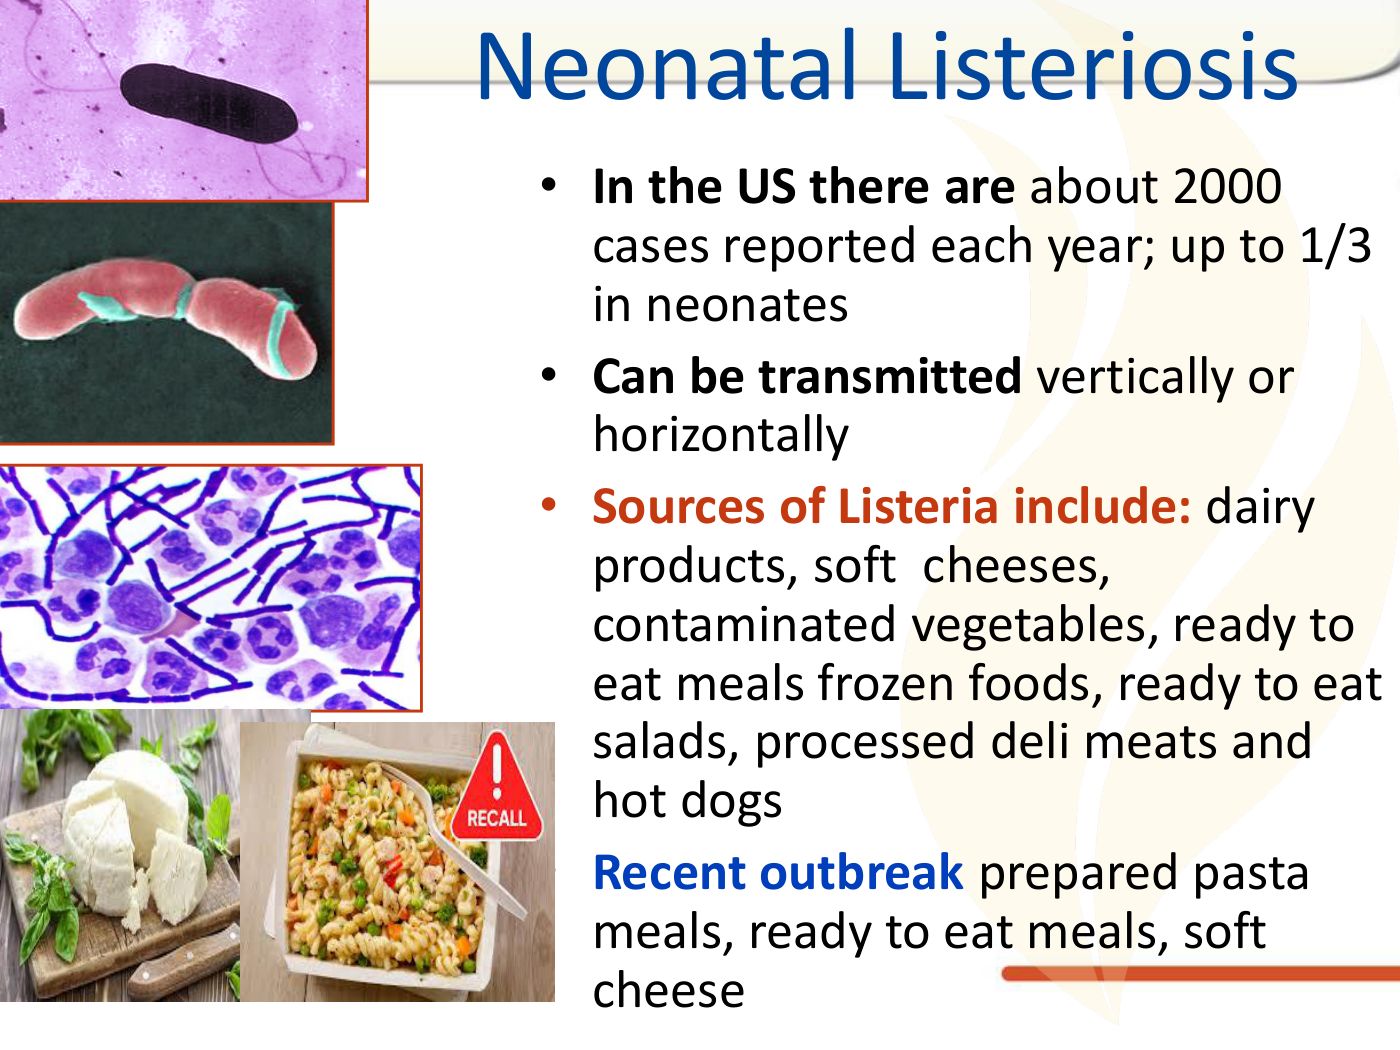 Neonatal Listeriosis
• In the US there are about 2000
cases reported each year; up to 1/3
in neonates
• Can be transmitted vertically or
horizontally
• Sources of Listeria include: dairy
products, soft  cheeses,
contaminated vegetables, ready to
eat meals frozen foods, ready to eat
salads, processed deli meats and
hot dogs
Recent outbreak prepared pasta
meals, ready to eat meals, soft
cheese
RECALL